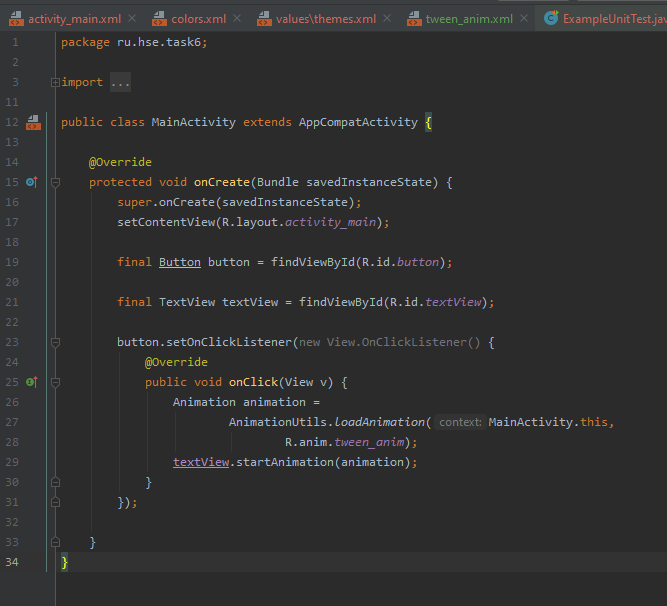 activity_main.xml × colors.xml × values\themes.xml × tween_anim.xml × ExampleUnitTest.jav
1 package ru.hse.task6;
2
3 import ...
11
12 public class MainActivity extends AppCompatActivity {
13
14 @Override
15 protected void onCreate(Bundle savedInstanceState) {
16 super.onCreate(savedInstanceState);
17 setContentView(R.layout.activity_main);
18
19 final Button button = findViewById(R.id.button);
20
21 final TextView textView = findViewById(R.id.textView);
22
23 button.setOnClickListener(new View.OnClickListener() {
24 @Override
25 public void onClick(View v) {
26 Animation animation =
27 AnimationUtils.loadAnimation( context: MainActivity.this,
28 R.anim.tween_anim);
29 textView.startAnimation(animation);
30 }
31 });
32
33 }
34 }